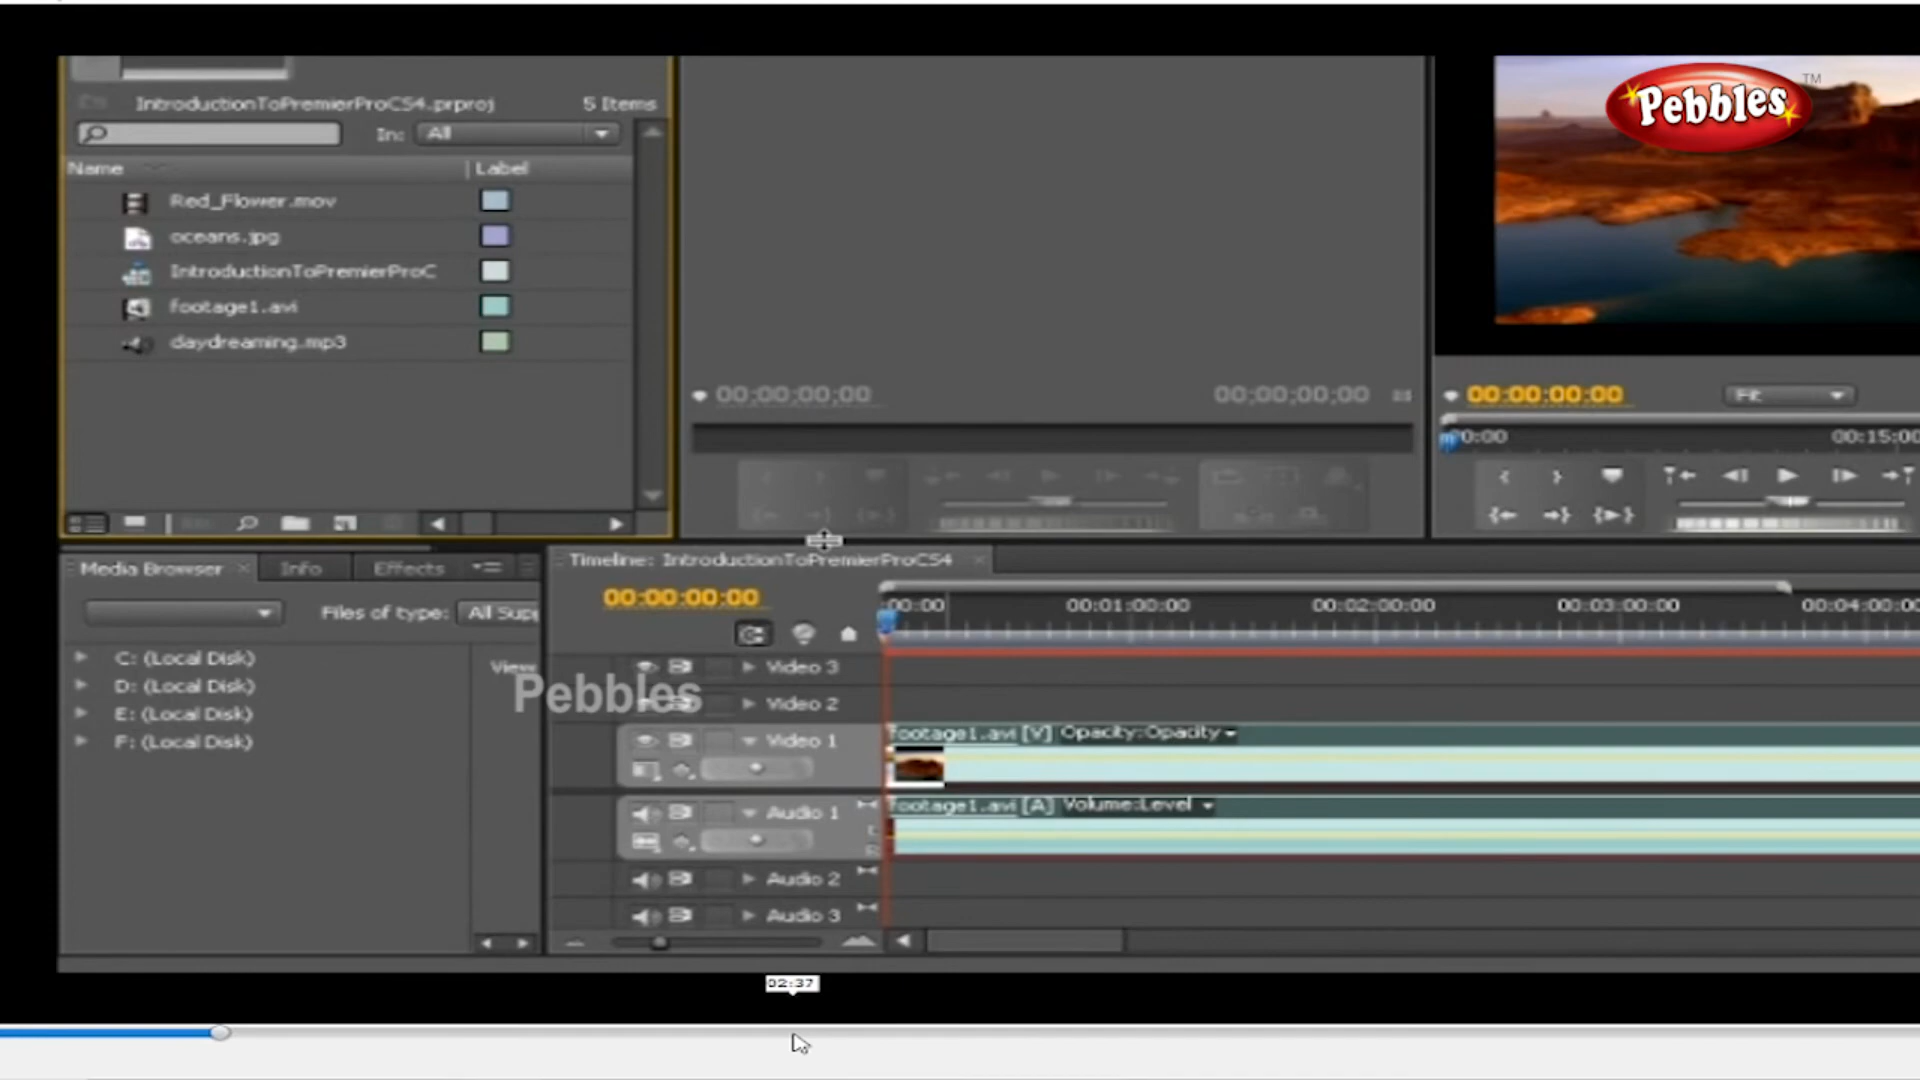 Pebbles TM
IntroductionToPremierProCS4.prproj 5 Items
In: All
Name Label
Red_Flower.mov
oceans.jpg
IntroductionToPremierProC
footage1.avi
daydreaming.mp3
00;00;00;00 00;00;00;00
00:00:00:00 Fit
00:00 00:15:00
Media Browser Info Effects
Files of type: All Supp
C: (Local Disk)
D: (Local Disk)
E: (Local Disk)
F: (Local Disk)
View
Timeline: IntroductionToPremierProCS4
00:00:00:00
:00:00 00:01:00:00 00:02:00:00 00:03:00:00 00:04:00:00
Video 3
Pebbles
Video 2
Video 1
footage1.avi [V] Opacity:Opacity
Audio 1
footage1.avi [A] Volume:Level
Audio 2
Audio 3
02:37